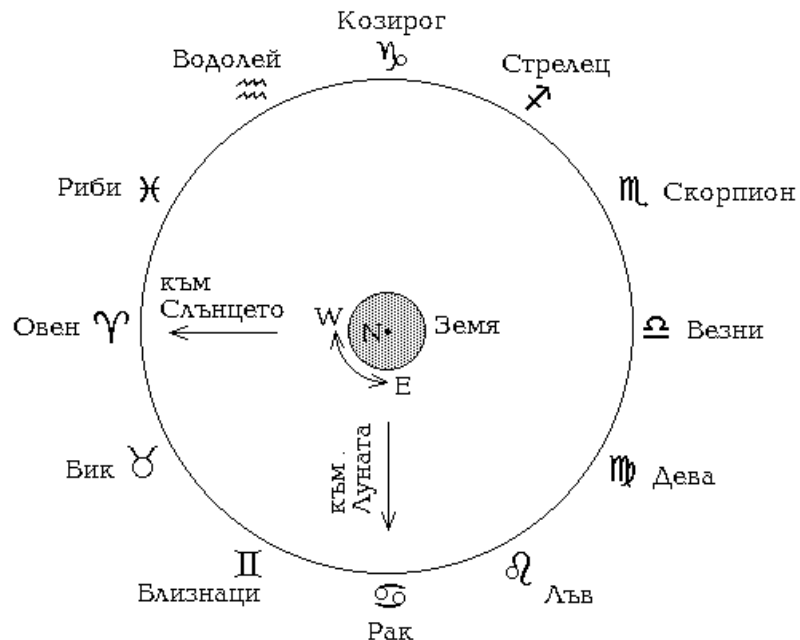 Козирог
Водолей
Стрелец
Риби
Скорпион
към
Слънцето
Овен
W
N
Земя
Везни
E
към
Луната
Бик
Дева
Близнаци
Лъв
Рак